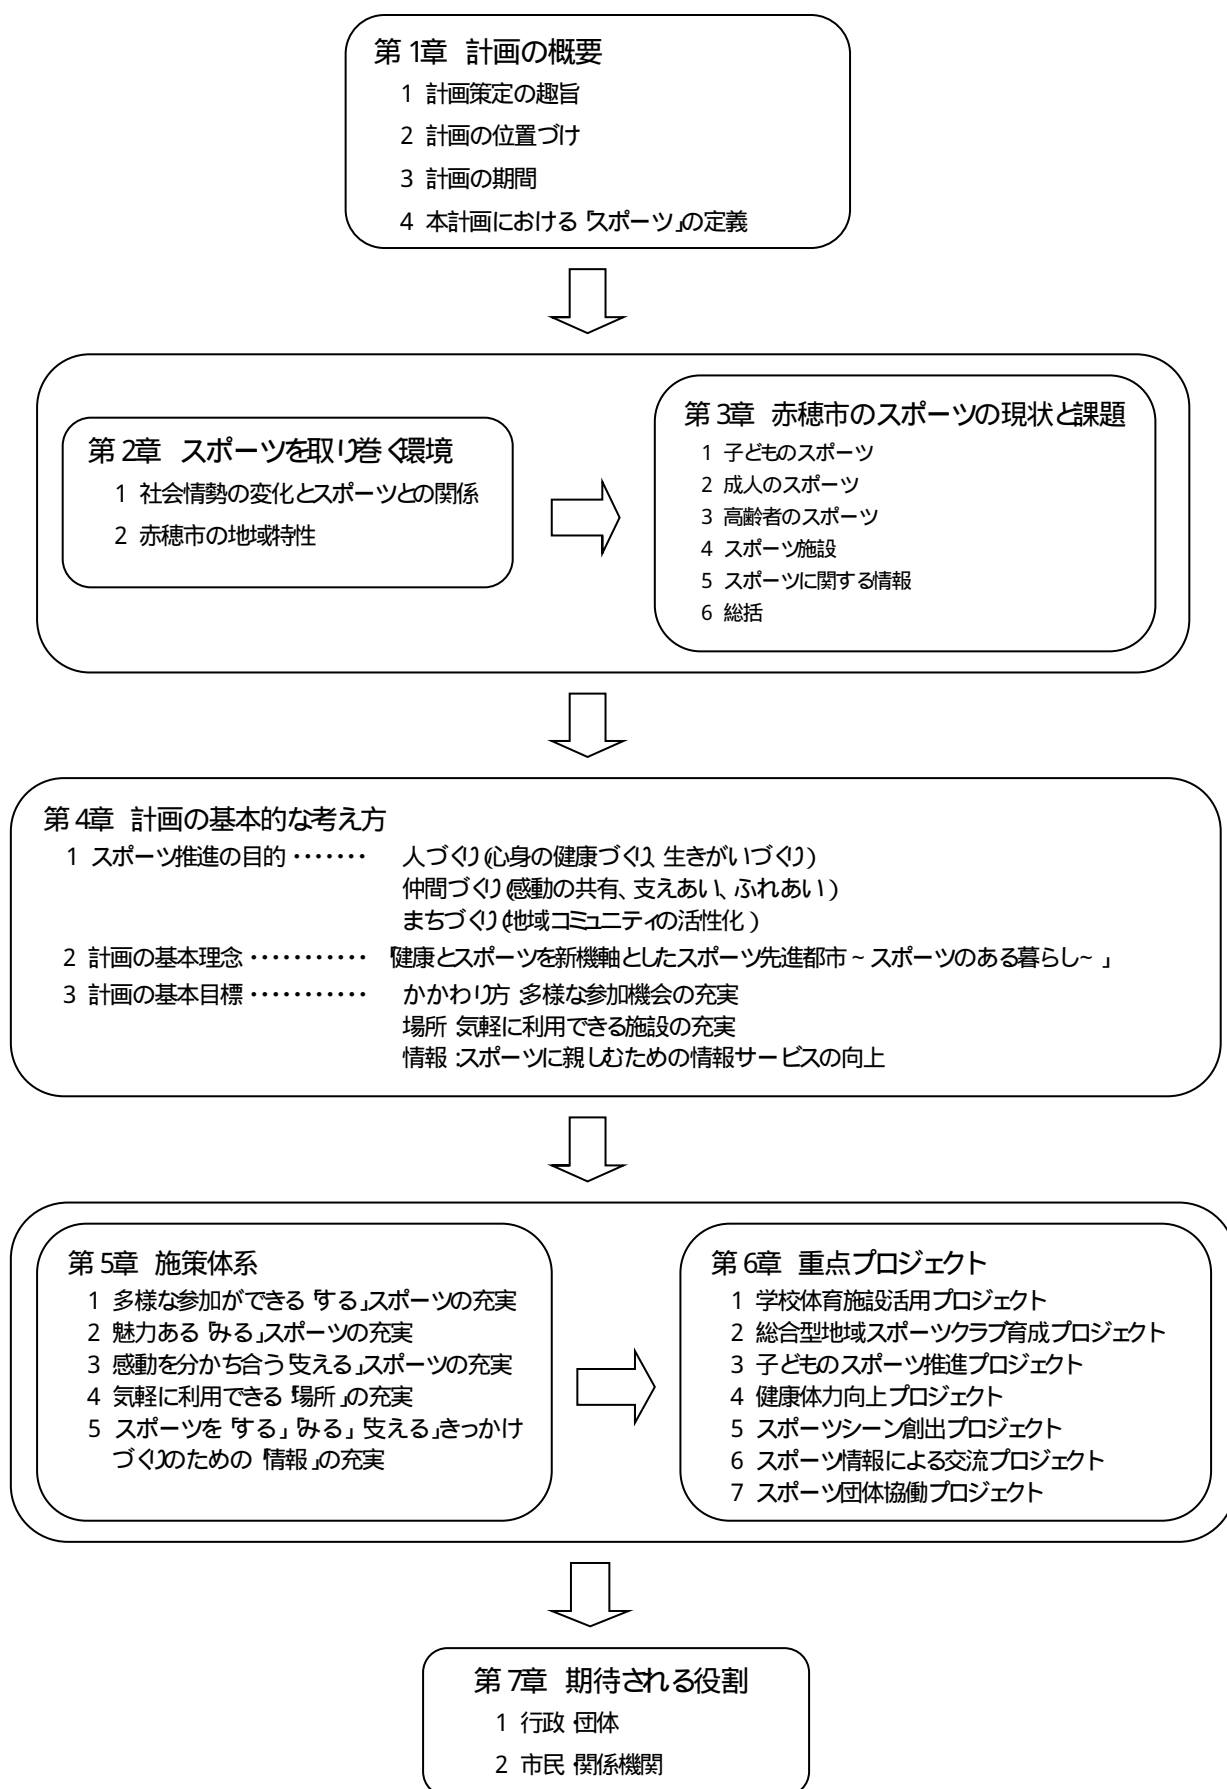 第1章 計画の概要
1 計画策定の趣旨
2 計画の位置づけ
3 計画の期間
4 本計画における「スポーツ」の定義
第2章 スポーツを取り巻く環境
1 社会情勢の変化とスポーツとの関係
2 赤穂市の地域特性
第3章 赤穂市のスポーツの現状と課題
1 子どものスポーツ
2 成人のスポーツ
3 高齢者のスポーツ
4 スポーツ施設
5 スポーツに関する情報
6 総括
第4章 計画の基本的な考え方
1 スポーツ推進の目的・・・・・・・ 人づくり(心身の健康づくり、生きがいづくり)
仲間づくり(感動の共有、支えあい、ふれあい)
まちづくり(地域コミュニティの活性化)
2 計画の基本理念・・・・・・・・・・・ 「健康とスポーツを新機軸としたスポーツ先進都市~スポーツのある暮らし~」
3 計画の基本目標・・・・・・・・・・・ かかわり方:多様な参加機会の充実
場所:気軽に利用できる施設の充実
情報:スポーツに親しむための情報サービスの向上
第5章 施策体系
1 多様な参加ができる「する」スポーツの充実
2 魅力ある「みる」スポーツの充実
3 感動を分かち合う「支える」スポーツの充実
4 気軽に利用できる「場所」の充実
5 スポーツを「する」「みる」「支える」きっかけ
づくりのための「情報」の充実
第6章 重点プロジェクト
1 学校体育施設活用プロジェクト
2 総合型地域スポーツクラブ育成プロジェクト
3 子どものスポーツ推進プロジェクト
4 健康体力向上プロジェクト
5 スポーツシーン創出プロジェクト
6 スポーツ情報による交流プロジェクト
7 スポーツ団体協働プロジェクト
第7章 期待される役割
1 行政・団体
2 市民・関係機関